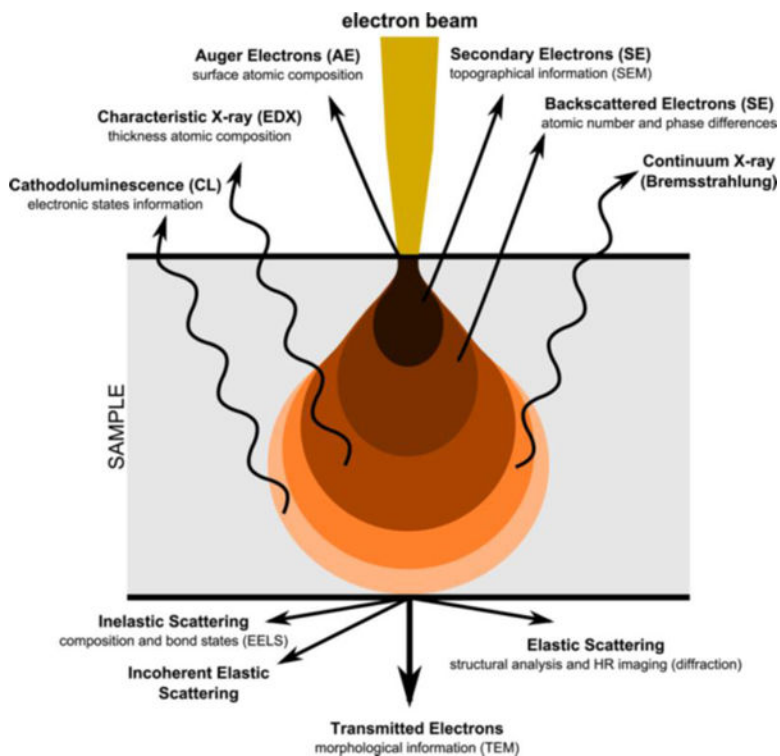 electron beam
Auger Electrons (AE)
surface atomic composition
Secondary Electrons (SE)
topographical information (SEM)
Characteristic X-ray (EDX)
thickness atomic composition
Backscattered Electrons (SE)
atomic number and phase differences
Cathodoluminescence (CL)
electronic states information
Continuum X-ray
(Bremsstrahlung)
SAMPLE
Inelastic Scattering
composition and bond states (EELS)
Incoherent Elastic
Scattering
Elastic Scattering
structural analysis and HR imaging (diffraction)
Transmitted Electrons
morphological information (TEM)